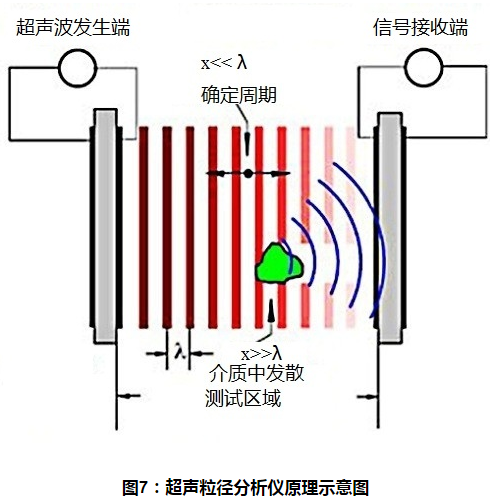 超声波发生端
信号接收端
x<< λ
确定周期
λ
x>>λ
介质中发散
测试区域
图7：超声粒径分析仪原理示意图